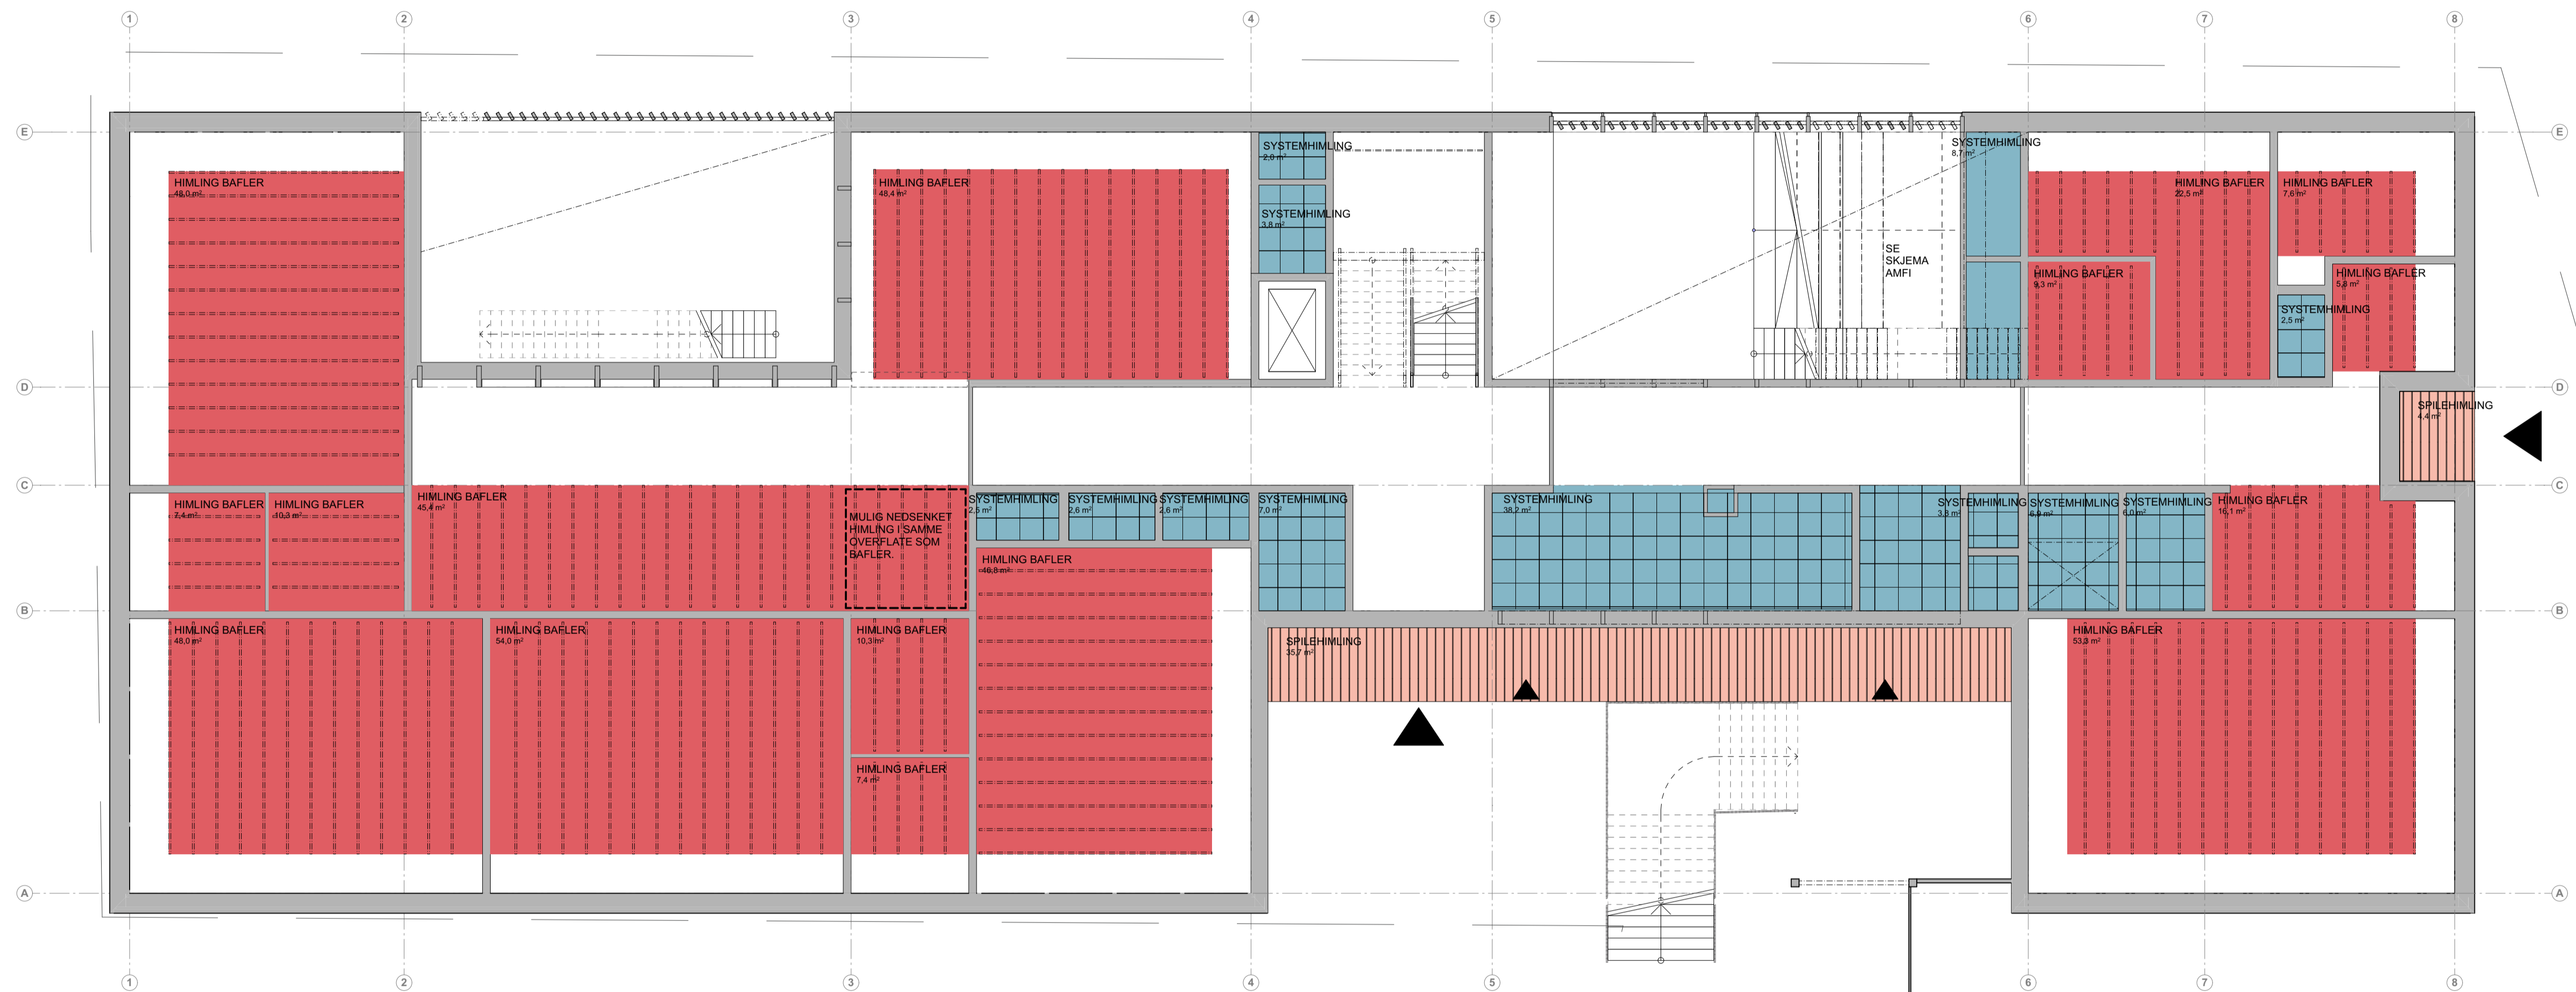 1 2 3 4 5 6 7 8
E E
SYSTEMHIMLING
2,0 m²
SYSTEMHIMLING
8,7 m²
HIMLING BAFLER
48,0 m²
HIMLING BAFLER
48,4 m²
HIMLING BAFLER
22,5 m²
HIMLING BAFLER
7,6 m²
SYSTEMHIMLING
3,8 m²
SE
SKJEMA
AMFI
HIMLING BAFLER
9,3 m²
HIMLING BAFLER
5,8 m²
SYSTEMHIMLING
2,5 m²
D D
SPILEHIMLING
4,4 m²
C C
HIMLING BAFLER
7,4 m²
HIMLING BAFLER
10,3 m²
HIMLING BAFLER
45,4 m²
MULIG NEDSENKET
HIMLING I SAMME
OVERFLATE SOM
BAFLER.
SYSTEMHIMLING
2,5 m²
SYSTEMHIMLING
2,6 m²
SYSTEMHIMLING
2,6 m²
SYSTEMHIMLING
7,0 m²
SYSTEMHIMLING
38,2 m²
SYSTEMHIMLING
3,8 m²
SYSTEMHIMLING
SYSTEMHIMLING
6,0 m²
HIMLING BAFLER
16,1 m²
HIMLING BAFLER
B B
HIMLING BAFLER
48,0 m²
HIMLING BAFLER
54,0 m²
HIMLING BAFLER
10,3 m²
SPILEHIMLING
35,7 m²
HIMLING BAFLER
53,3 m²
HIMLING BAFLER
7,4 m²
A A
1 2 3 4 5 6 7 8